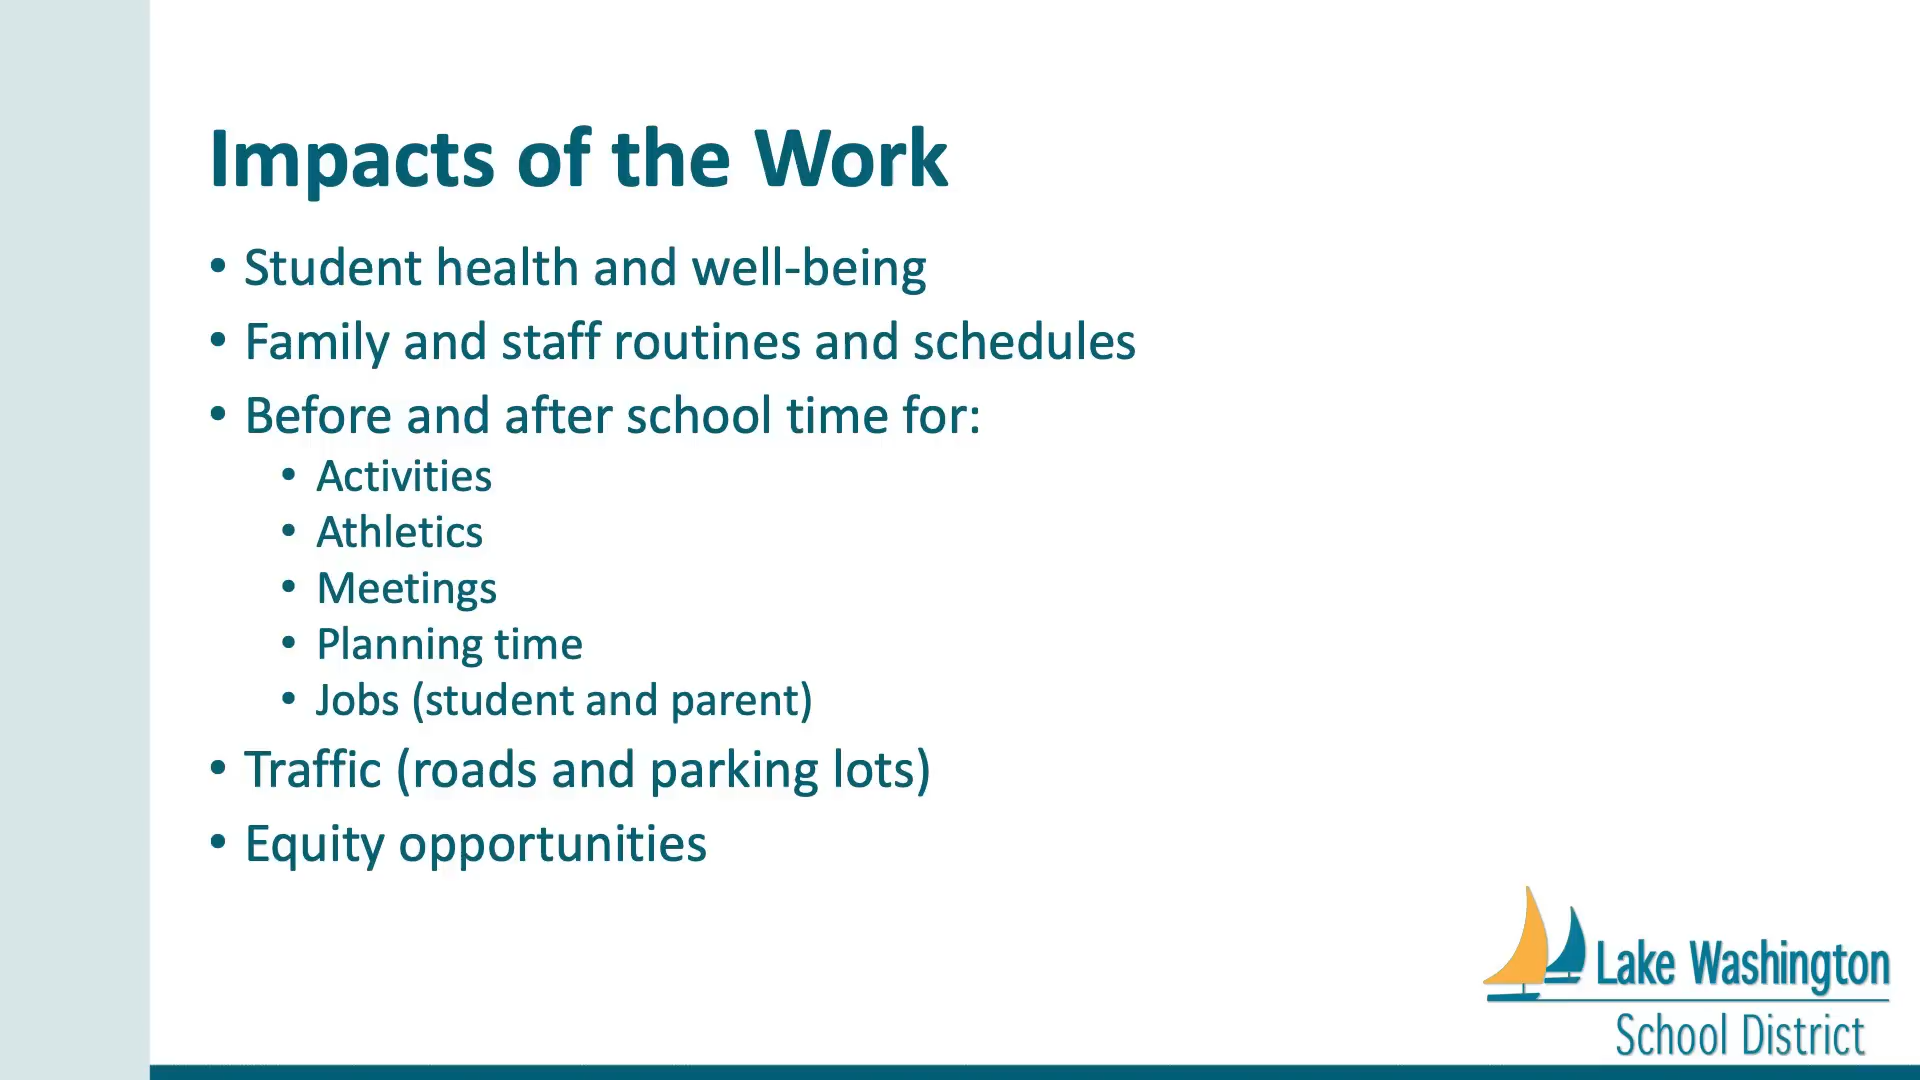 Impacts of the Work
• Student health and well-being
• Family and staff routines and schedules
• Before and after school time for:
• Activities
• Athletics
• Meetings
• Planning time
• Jobs (student and parent)
• Traffic (roads and parking lots)
• Equity opportunities
Lake Washington
School District